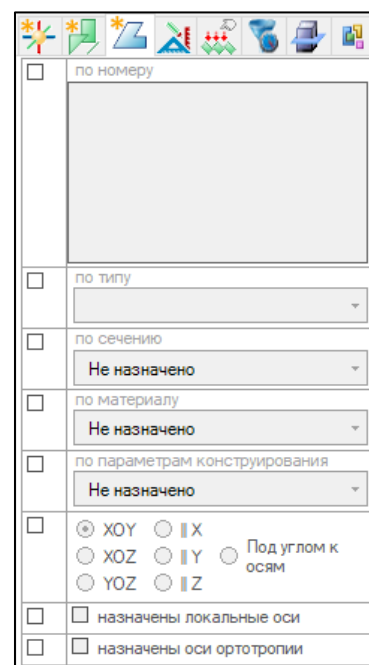 по номеру
по типу
по сечению
Не назначено
по материалу
Не назначено
по параметрам конструирования
Не назначено
XOY ∥ X
XOZ ∥ Y Под углом к осям
YOZ ∥ Z
назначены локальные оси
назначены оси ортотропии